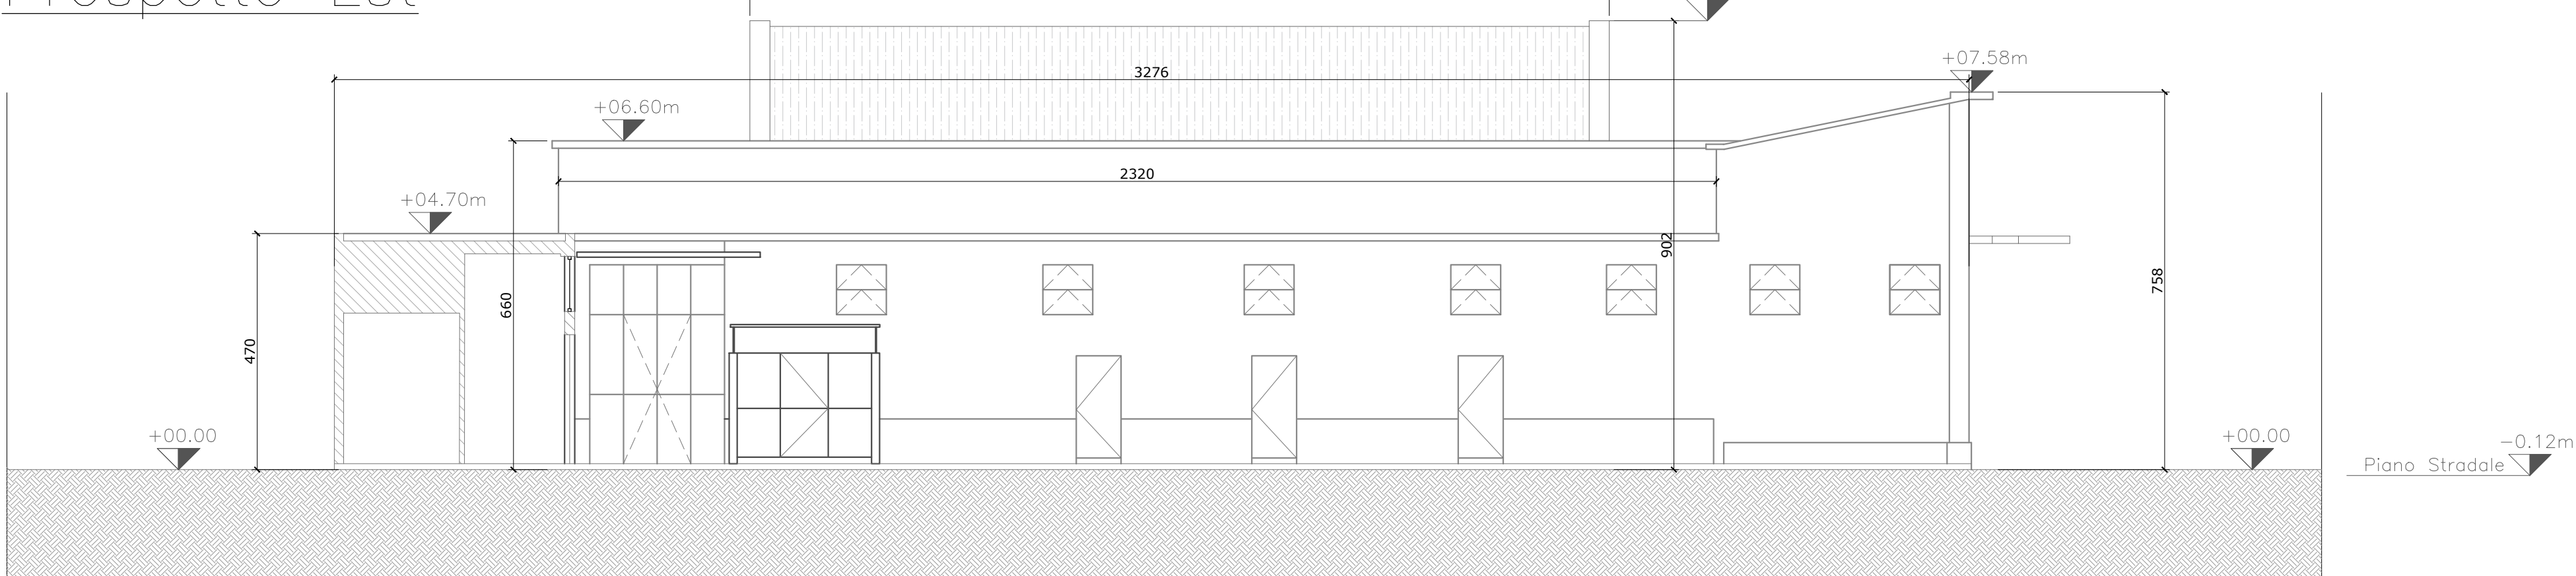 Prospetto Est
3276
+07.58m
+06.60m
2320
+04.70m
902
660
758
470
+00.00
+00.00
-0.12m
Piano Stradale